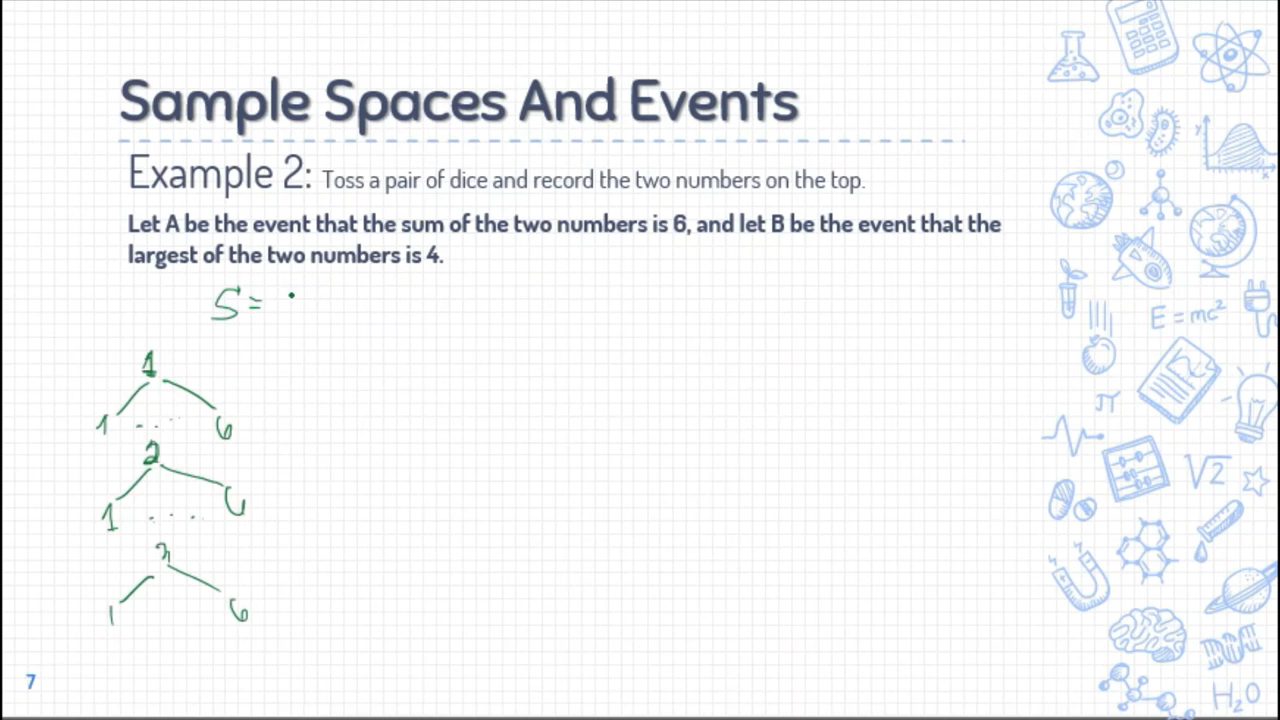 Sample Spaces And Events
Example 2: Toss a pair of dice and record the two numbers on the top.
Let A be the event that the sum of the two numbers is 6, and let B be the event that the
largest of the two numbers is 4.
S =
1
1 . . . 6
2
1 . . . 6
3
1 6
7
y
x
E = mc²
π
√2
H₂O